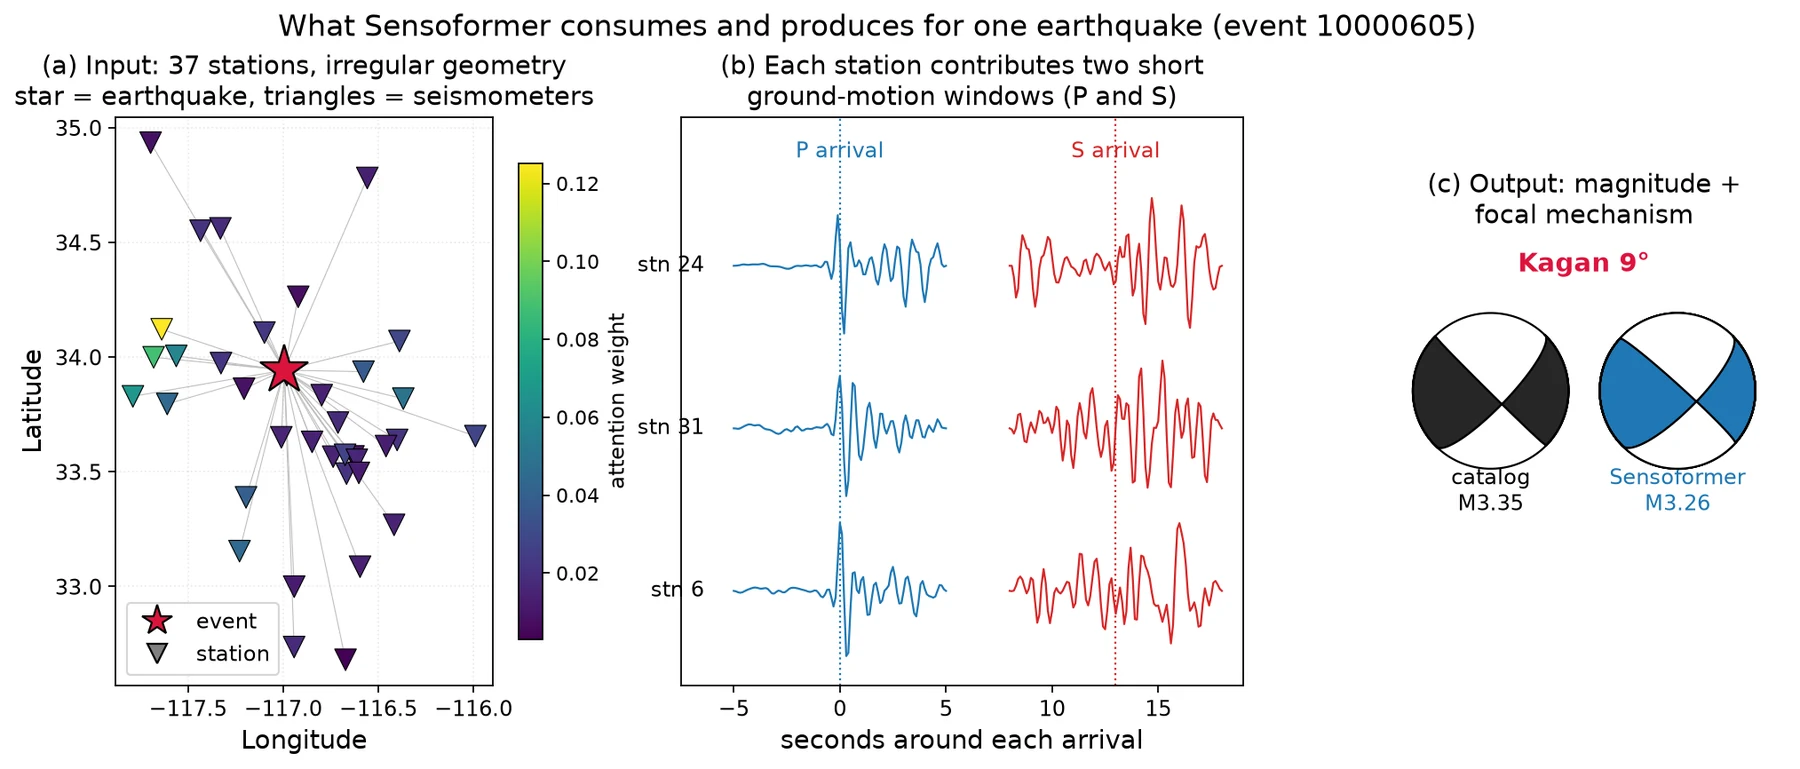 What Sensoformer consumes and produces for one earthquake (event 10000605)
(a) Input: 37 stations, irregular geometry
star = earthquake, triangles = seismometers
35.0
34.5
34.0
33.5
33.0
Latitude
−117.5
−117.0
−116.5
−116.0
Longitude
event
station
0.12
0.10
0.08
0.06
0.04
0.02
attention weight
(b) Each station contributes two short
ground-motion windows (P and S)
P arrival
S arrival
stn 24
stn 31
stn 6
−5
0
5
10
15
seconds around each arrival
(c) Output: magnitude +
focal mechanism
Kagan 9°
catalog
M3.35
Sensoformer
M3.26